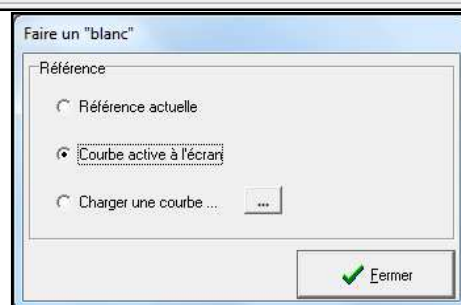 Faire un "blanc"
Référence
Référence actuelle
Courbe active à l'écran
Charger une courbe ... ...
Fermer